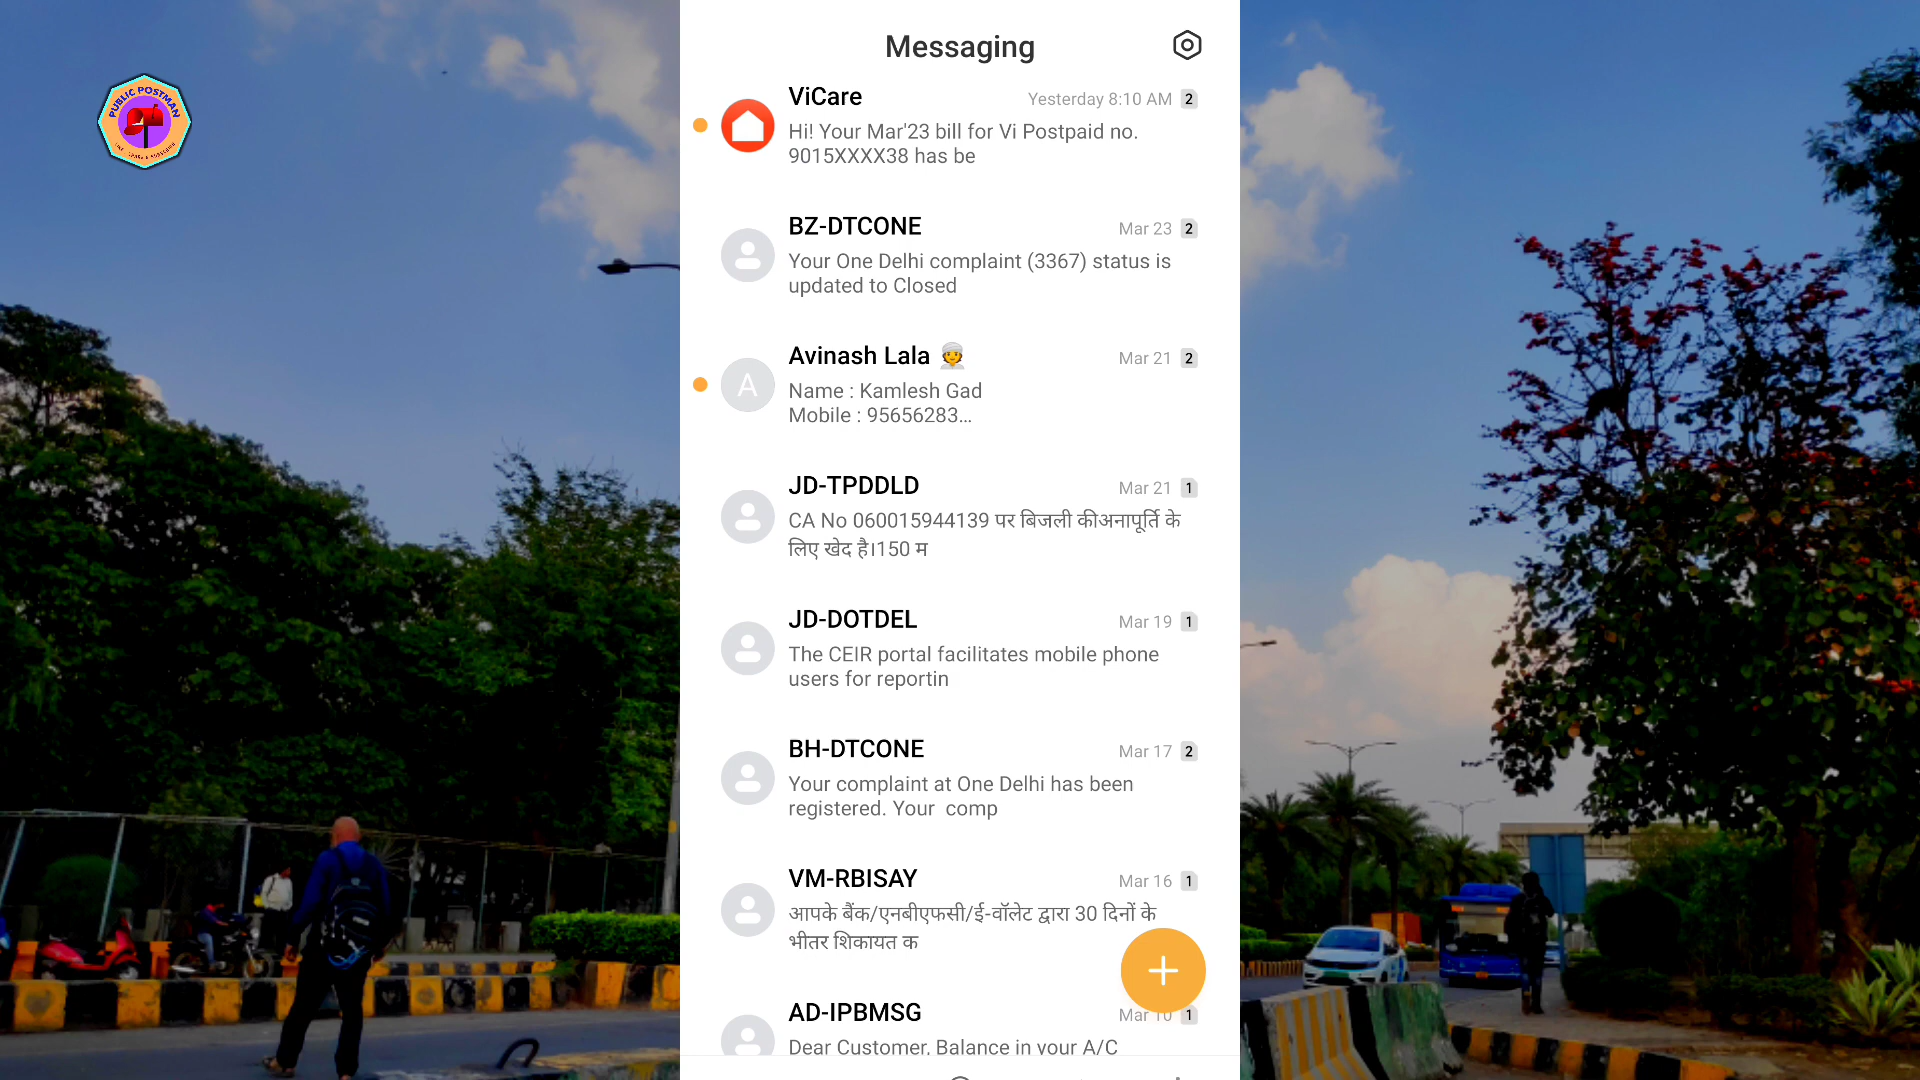 PUBLIC POSTMAN
Messaging
ViCare
Yesterday 8:10 AM 2
Hi! Your Mar'23 bill for Vi Postpaid no.
9015XXXX38 has be
BZ-DTCONE
Mar 23 2
Your One Delhi complaint (3367) status is
updated to Closed
Avinash Lala 👳
Mar 21 2
A
Name : Kamlesh Gad
Mobile : 95656283...
JD-TPDDLD
Mar 21 1
CA No 060015944139 पर बिजली कीअनापूर्ति के
लिए खेद है।150 म
JD-DOTDEL
Mar 19 1
The CEIR portal facilitates mobile phone
users for reportin
BH-DTCONE
Mar 17 2
Your complaint at One Delhi has been
registered. Your  comp
VM-RBISAY
Mar 16 1
आपके बैंक/एनबीएफसी/ई-वॉलेट द्वारा 30 दिनों के
भीतर शिकायत क
AD-IPBMSG
Mar 10 1
Dear Customer, Balance in your A/C